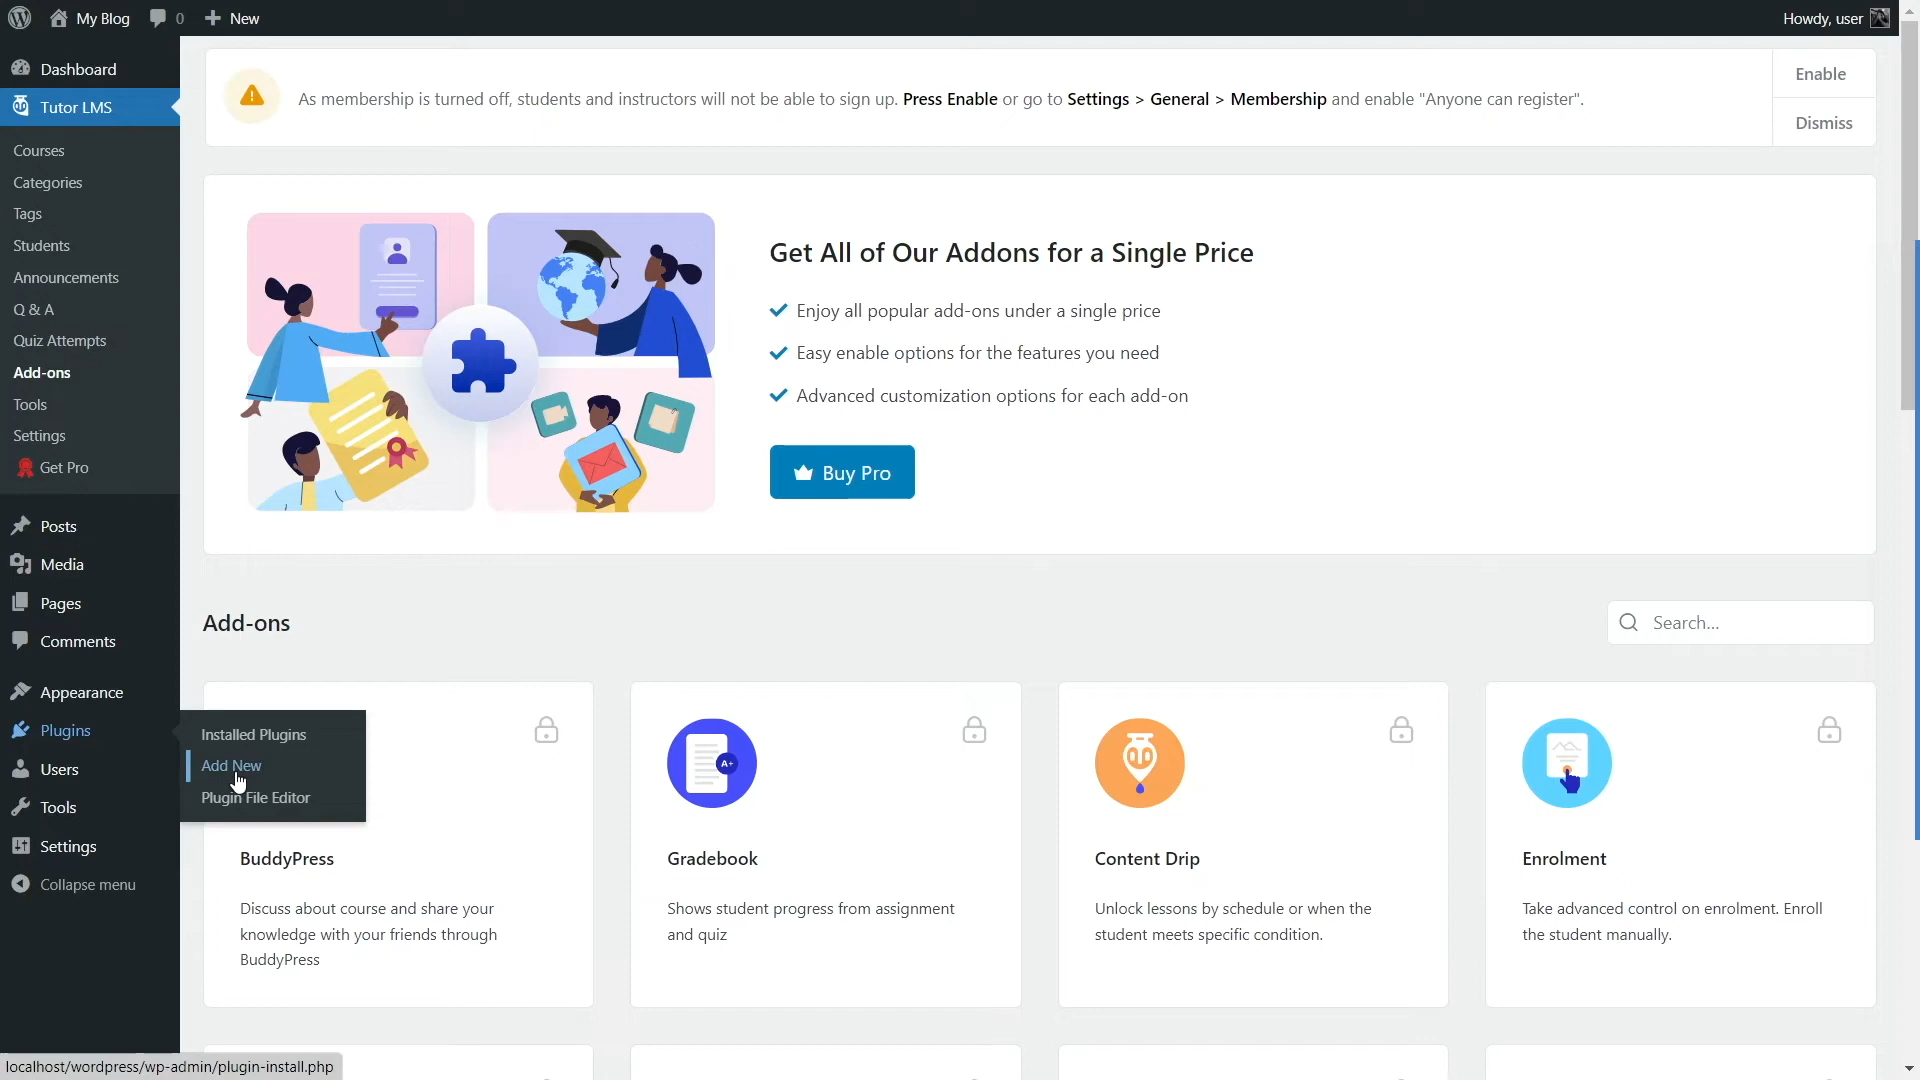 My Blog
0
New
Howdy, user
Dashboard
Tutor LMS
Courses
Categories
Tags
Students
Announcements
Q & A
Quiz Attempts
Add-ons
Tools
Settings
Get Pro
Posts
Media
Pages
Comments
Appearance
Plugins
Users
Tools
Settings
Collapse menu
Installed Plugins
Add New
Plugin File Editor
As membership is turned off, students and instructors will not be able to sign up. Press Enable or go to Settings > General > Membership and enable "Anyone can register".
Enable
Dismiss
Get All of Our Addons for a Single Price
Enjoy all popular add-ons under a single price
Easy enable options for the features you need
Advanced customization options for each add-on
Buy Pro
Add-ons
Search...
BuddyPress
Discuss about course and share your
knowledge with your friends through
BuddyPress
A+
Gradebook
Shows student progress from assignment
and quiz
Content Drip
Unlock lessons by schedule or when the
student meets specific condition.
Enrolment
Take advanced control on enrolment. Enroll
the student manually.
localhost/wordpress/wp-admin/plugin-install.php